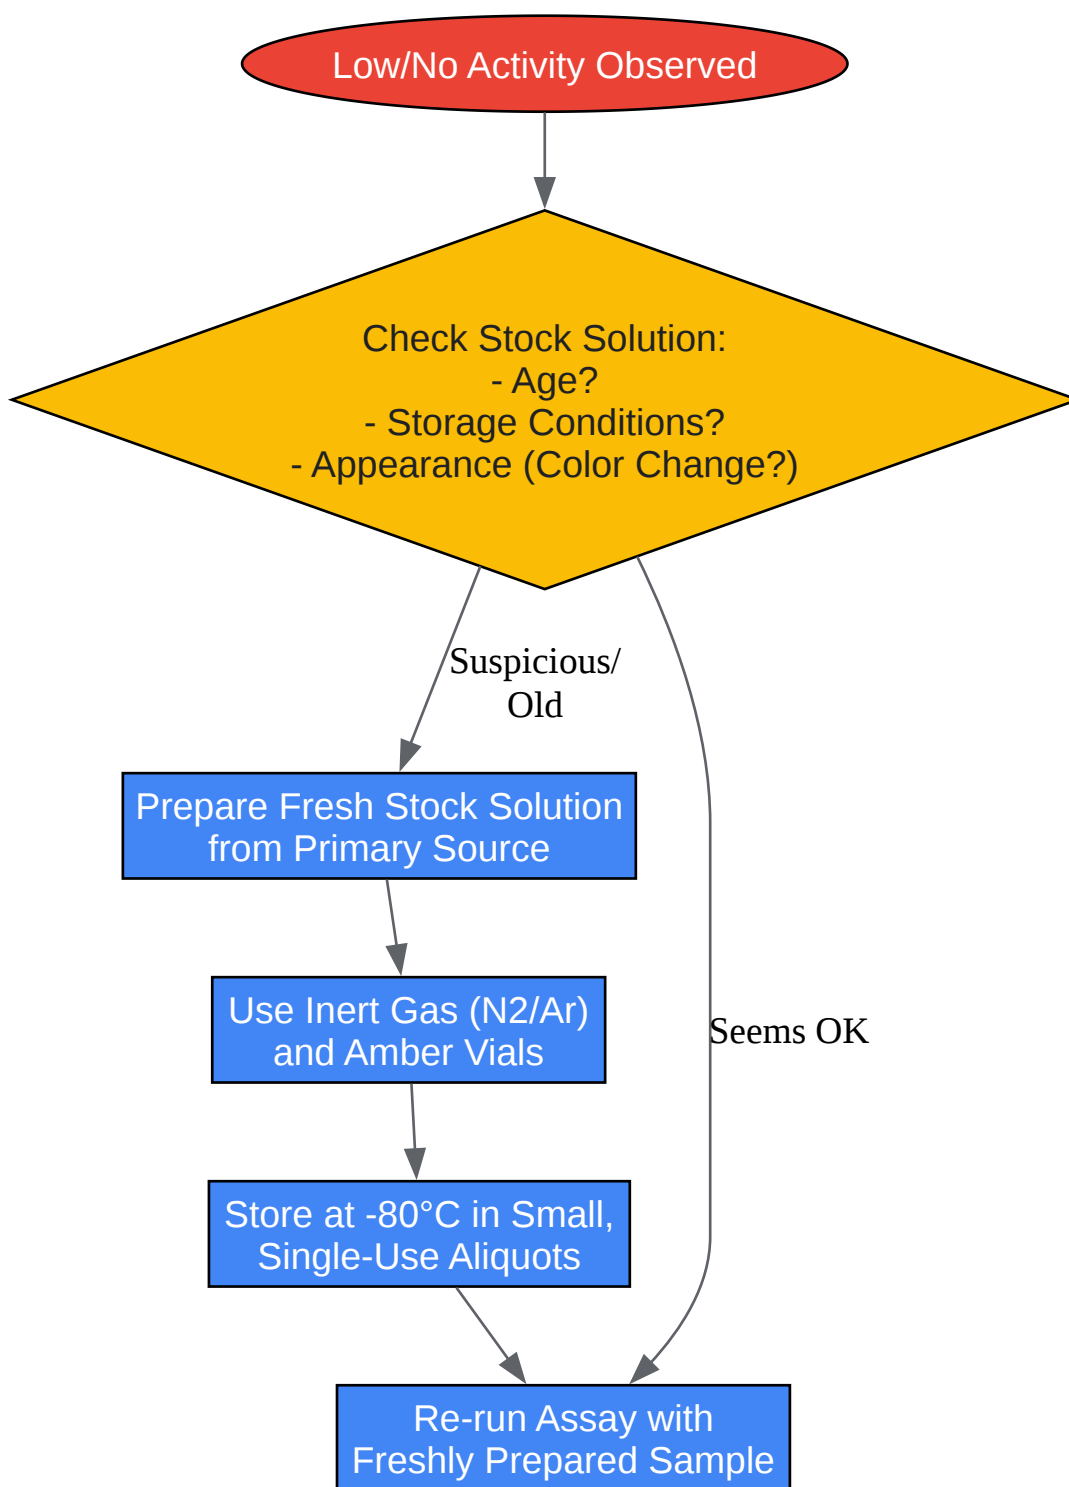 Low/No Activity Observed
Check Stock Solution:
- Age?
- Storage Conditions?
- Appearance (Color Change?)
Suspicious/
Old
Prepare Fresh Stock Solution
from Primary Source
Use Inert Gas (N2/Ar)
and Amber Vials
Seems OK
Store at -80°C in Small,
Single-Use Aliquots
Re-run Assay with
Freshly Prepared Sample